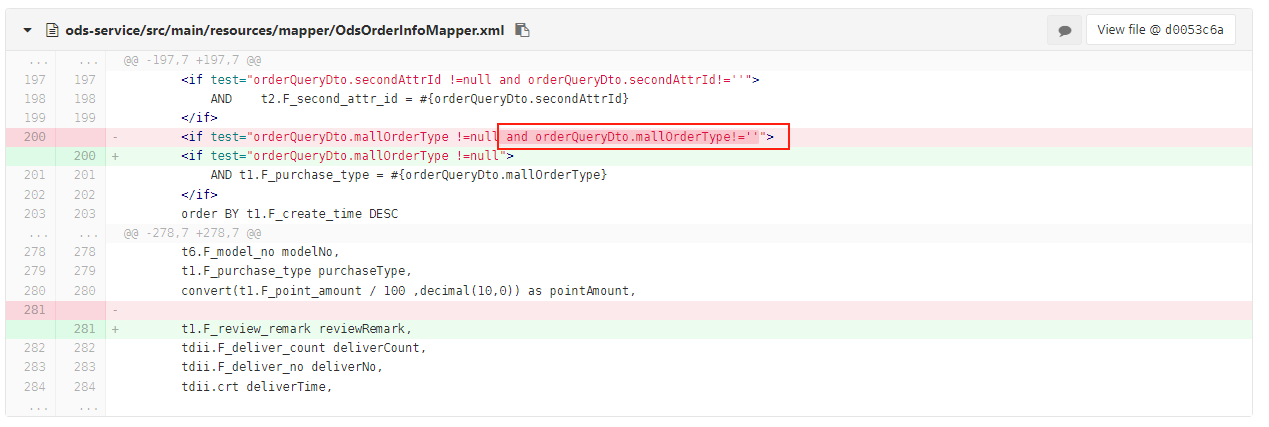 ods-service/src/main/resources/mapper/OdsOrderInfoMapper.xml View file @ d0053c6a
... ... @@ -197,7 +197,7 @@
197 197 <if test="orderQueryDto.secondAttrId !=null and orderQueryDto.secondAttrId!=''">
198 198 AND t2.F_second_attr_id = #{orderQueryDto.secondAttrId}
199 199 </if>
200 - <if test="orderQueryDto.mallOrderType !=null and orderQueryDto.mallOrderType!=''">
200 + <if test="orderQueryDto.mallOrderType !=null">
201 201 AND t1.F_purchase_type = #{orderQueryDto.mallOrderType}
202 202 </if>
203 203 order BY t1.F_create_time DESC
... ... @@ -278,7 +278,7 @@
278 278 t6.F_model_no modelNo,
279 279 t1.F_purchase_type purchaseType,
280 280 convert(t1.F_point_amount / 100 ,decimal(10,0)) as pointAmount,
281 -
281 + t1.F_review_remark reviewRemark,
282 282 tdii.F_deliver_count deliverCount,
283 283 tdii.F_deliver_no deliverNo,
284 284 tdii.crt deliverTime,
... ...